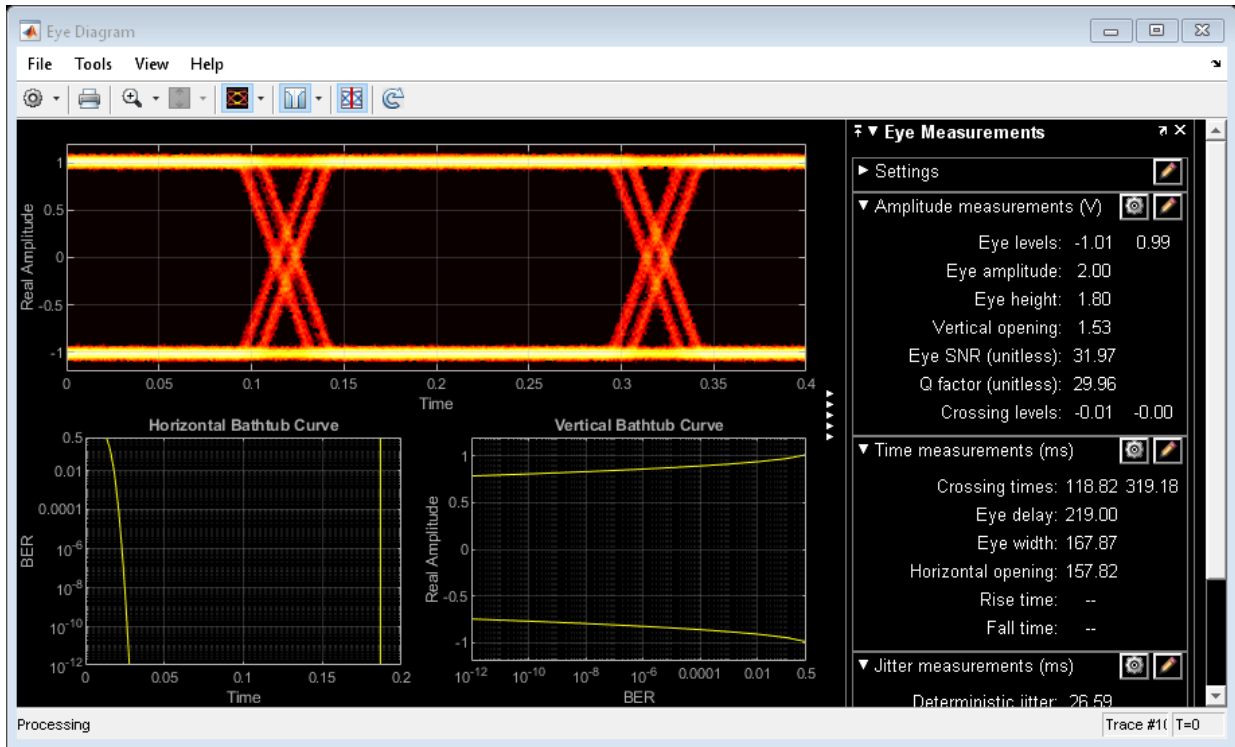 Eye Diagram
File Tools View Help
1
0.5
0
-0.5
-1
Real Amplitude
0 0.05 0.1 0.15 0.2 0.25 0.3 0.35 0.4
Time
Horizontal Bathtub Curve
0.5
0.01
0.0001
10-6
10-8
10-10
10-12
BER
0 0.05 0.1 0.15 0.2
Time
Vertical Bathtub Curve
1
0.5
0
-0.5
-1
Real Amplitude
10-12 10-10 10-8 10-6 0.0001 0.01 0.5
BER
Eye Measurements
Settings
Amplitude measurements (V)
Eye levels: -1.01 0.99
Eye amplitude: 2.00
Eye height: 1.80
Vertical opening: 1.53
Eye SNR (unitless): 31.97
Q factor (unitless): 29.96
Crossing levels: -0.01 -0.00
Time measurements (ms)
Crossing times: 118.82 319.18
Eye delay: 219.00
Eye width: 167.87
Horizontal opening: 157.82
Rise time: --
Fall time: --
Jitter measurements (ms)
Deterministic jitter: 26.59
Processing
Trace #1( T=0